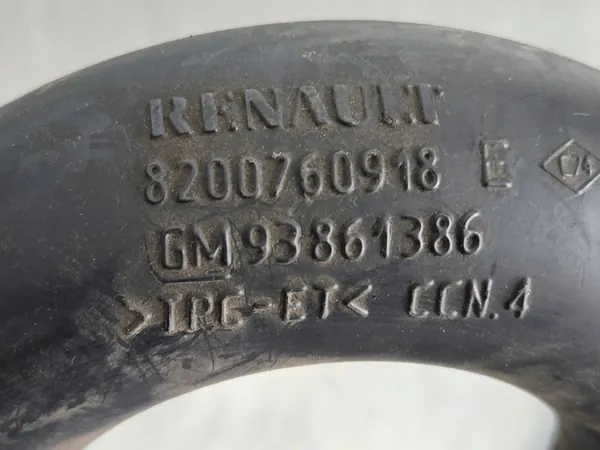 RENAULT
8200760918 E
GM 93861386
>TPC-ET< CCN.4